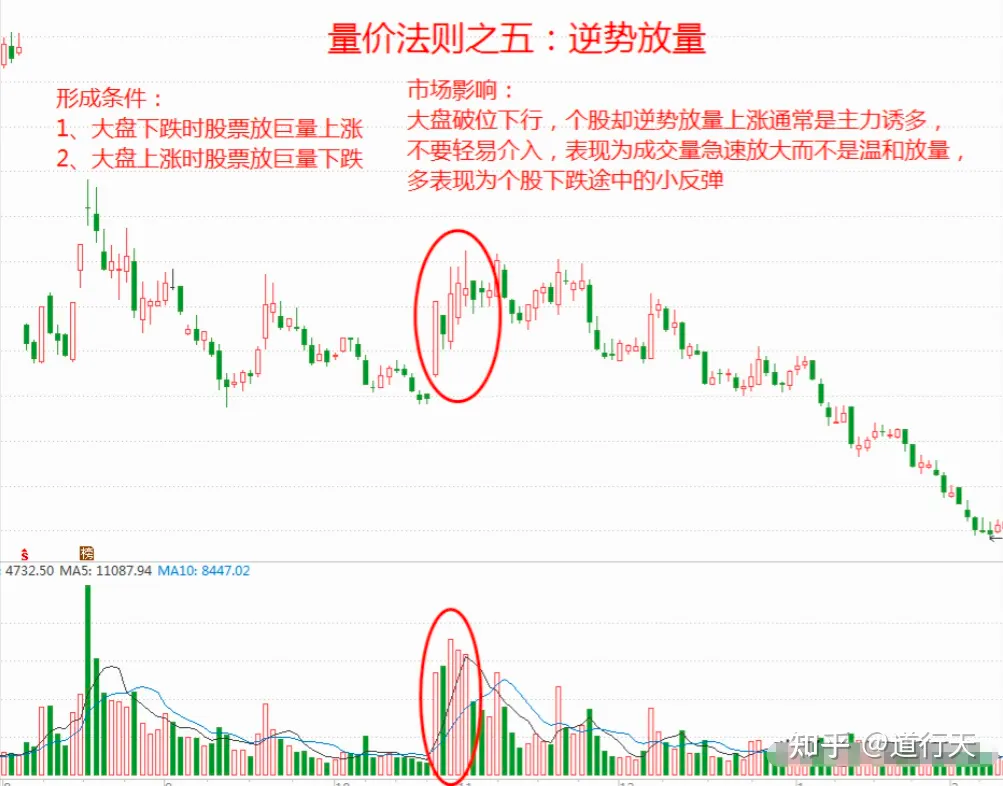 量价法则之五：逆势放量
形成条件：
1、大盘下跌时股票放巨量上涨
2、大盘上涨时股票放巨量下跌
市场影响：
大盘破位下行，个股却逆势放量上涨通常是主力诱多，
不要轻易介入，表现为成交量急速放大而不是温和放量，
多表现为个股下跌途中的小反弹
ŝ
榜
4732.50 MA5: 11087.94 MA10: 8447.02
知乎 @道行天